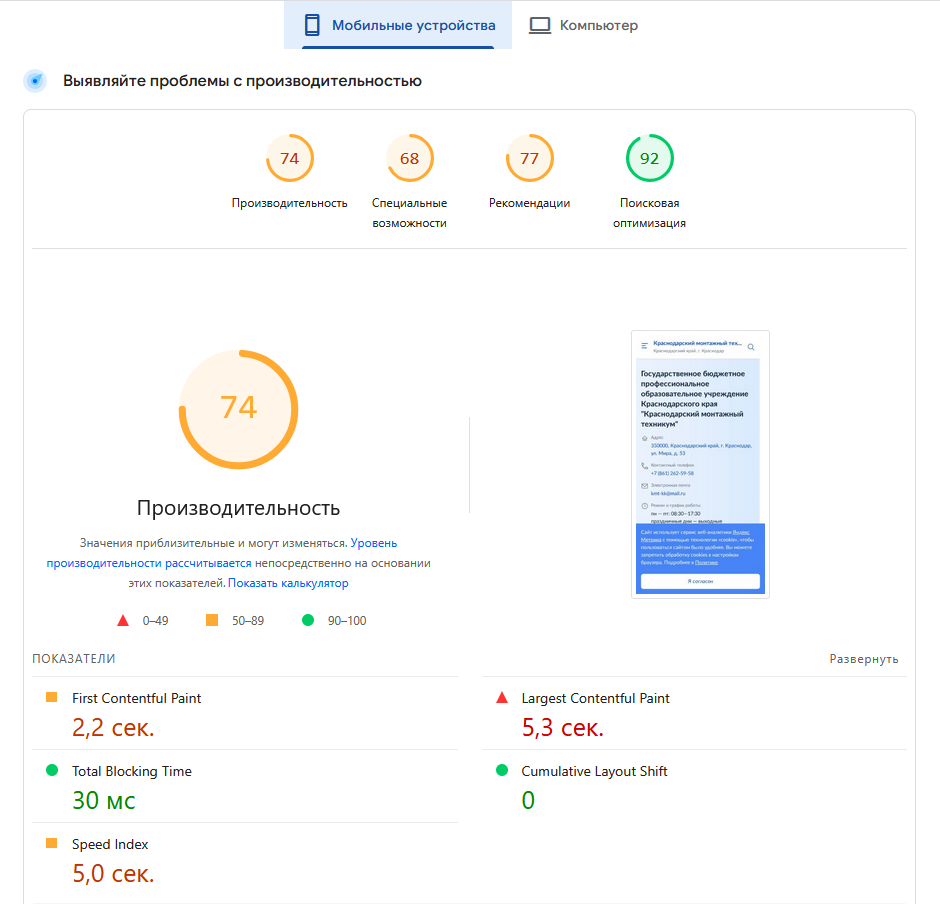 Мобильные устройства
Компьютер
Выявляйте проблемы с производительностью
74
68
77
92
Производительность
Специальные
возможности
Рекомендации
Поисковая
оптимизация
74
Производительность
Значения приблизительные и могут изменяться. Уровень
производительности рассчитывается непосредственно на основании
этих показателей. Показать калькулятор
0–49
50–89
90–100
Краснодарский монтажный тех...
Краснодарский край, г. Краснодар
Государственное бюджетное
профессиональное
образовательное учреждение
Краснодарского края
"Краснодарский монтажный
техникум"
Адрес
350000, Краснодарский край, г. Краснодар,
ул. Мира, д. 53
Контактный телефон
+7 (861) 262-59-58
Электронная почта
kmt-kk@mail.ru
Режим и график работы
пн — пт: 08:30–17:30
праздничные дни — выходные
Сайт использует сервис веб-аналитики Яндекс
Метрика с помощью технологии «cookie», чтобы
пользоваться сайтом было удобнее. Вы можете
запретить обработку cookies в настройках
браузера. Подробнее в Политике
Я согласен
ПОКАЗАТЕЛИ
Развернуть
First Contentful Paint
2,2 сек.
Largest Contentful Paint
5,3 сек.
Total Blocking Time
30 мс
Cumulative Layout Shift
0
Speed Index
5,0 сек.